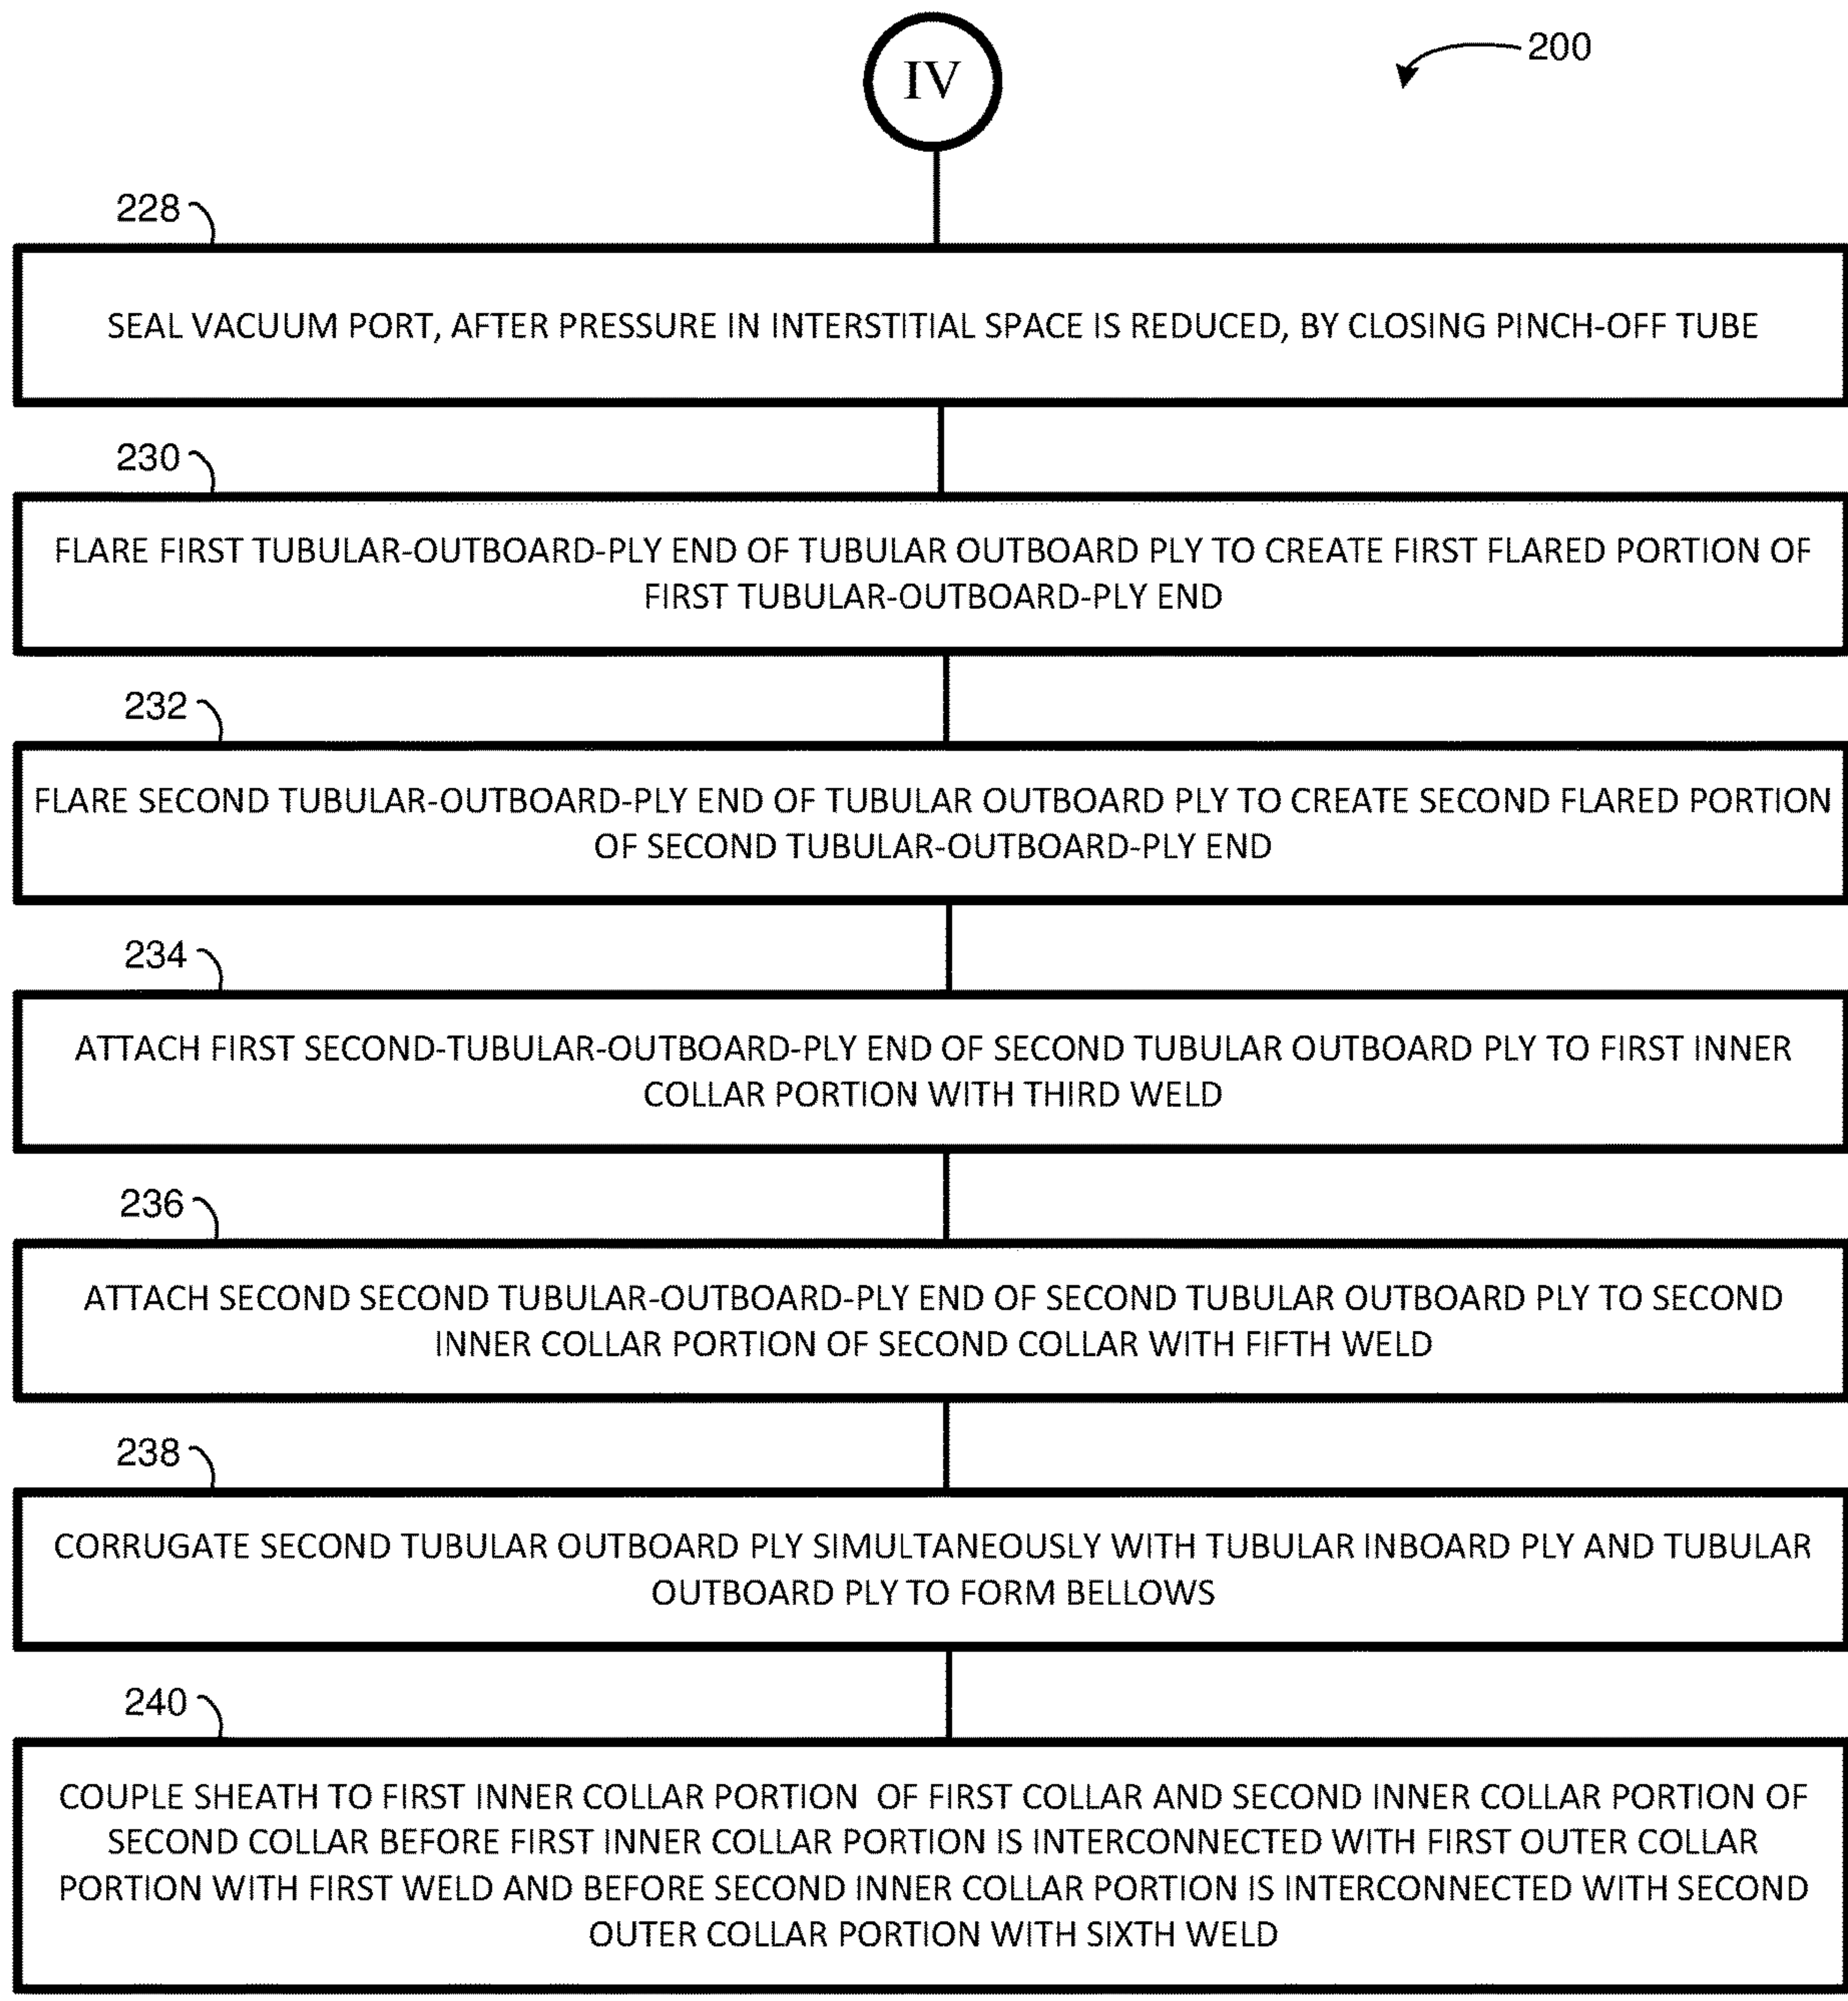 IV
200
228
SEAL VACUUM PORT, AFTER PRESSURE IN INTERSTITIAL SPACE IS REDUCED, BY CLOSING PINCH-OFF TUBE
230
FLARE FIRST TUBULAR-OUTBOARD-PLY END OF TUBULAR OUTBOARD PLY TO CREATE FIRST FLARED PORTION OF
FIRST TUBULAR-OUTBOARD-PLY END
232
FLARE SECOND TUBULAR-OUTBOARD-PLY END OF TUBULAR OUTBOARD PLY TO CREATE SECOND FLARED PORTION
OF SECOND TUBULAR-OUTBOARD-PLY END
234
ATTACH FIRST SECOND-TUBULAR-OUTBOARD-PLY END OF SECOND TUBULAR OUTBOARD PLY TO FIRST INNER
COLLAR PORTION WITH THIRD WELD
236
ATTACH SECOND SECOND TUBULAR-OUTBOARD-PLY END OF SECOND TUBULAR OUTBOARD PLY TO SECOND
INNER COLLAR PORTION OF SECOND COLLAR WITH FIFTH WELD
238
CORRUGATE SECOND TUBULAR OUTBOARD PLY SIMULTANEOUSLY WITH TUBULAR INBOARD PLY AND TUBULAR
OUTBOARD PLY TO FORM BELLOWS
240
COUPLE SHEATH TO FIRST INNER COLLAR PORTION OF FIRST COLLAR AND SECOND INNER COLLAR PORTION OF
SECOND COLLAR BEFORE FIRST INNER COLLAR PORTION IS INTERCONNECTED WITH FIRST OUTER COLLAR
PORTION WITH FIRST WELD AND BEFORE SECOND INNER COLLAR PORTION IS INTERCONNECTED WITH SECOND
OUTER COLLAR PORTION WITH SIXTH WELD